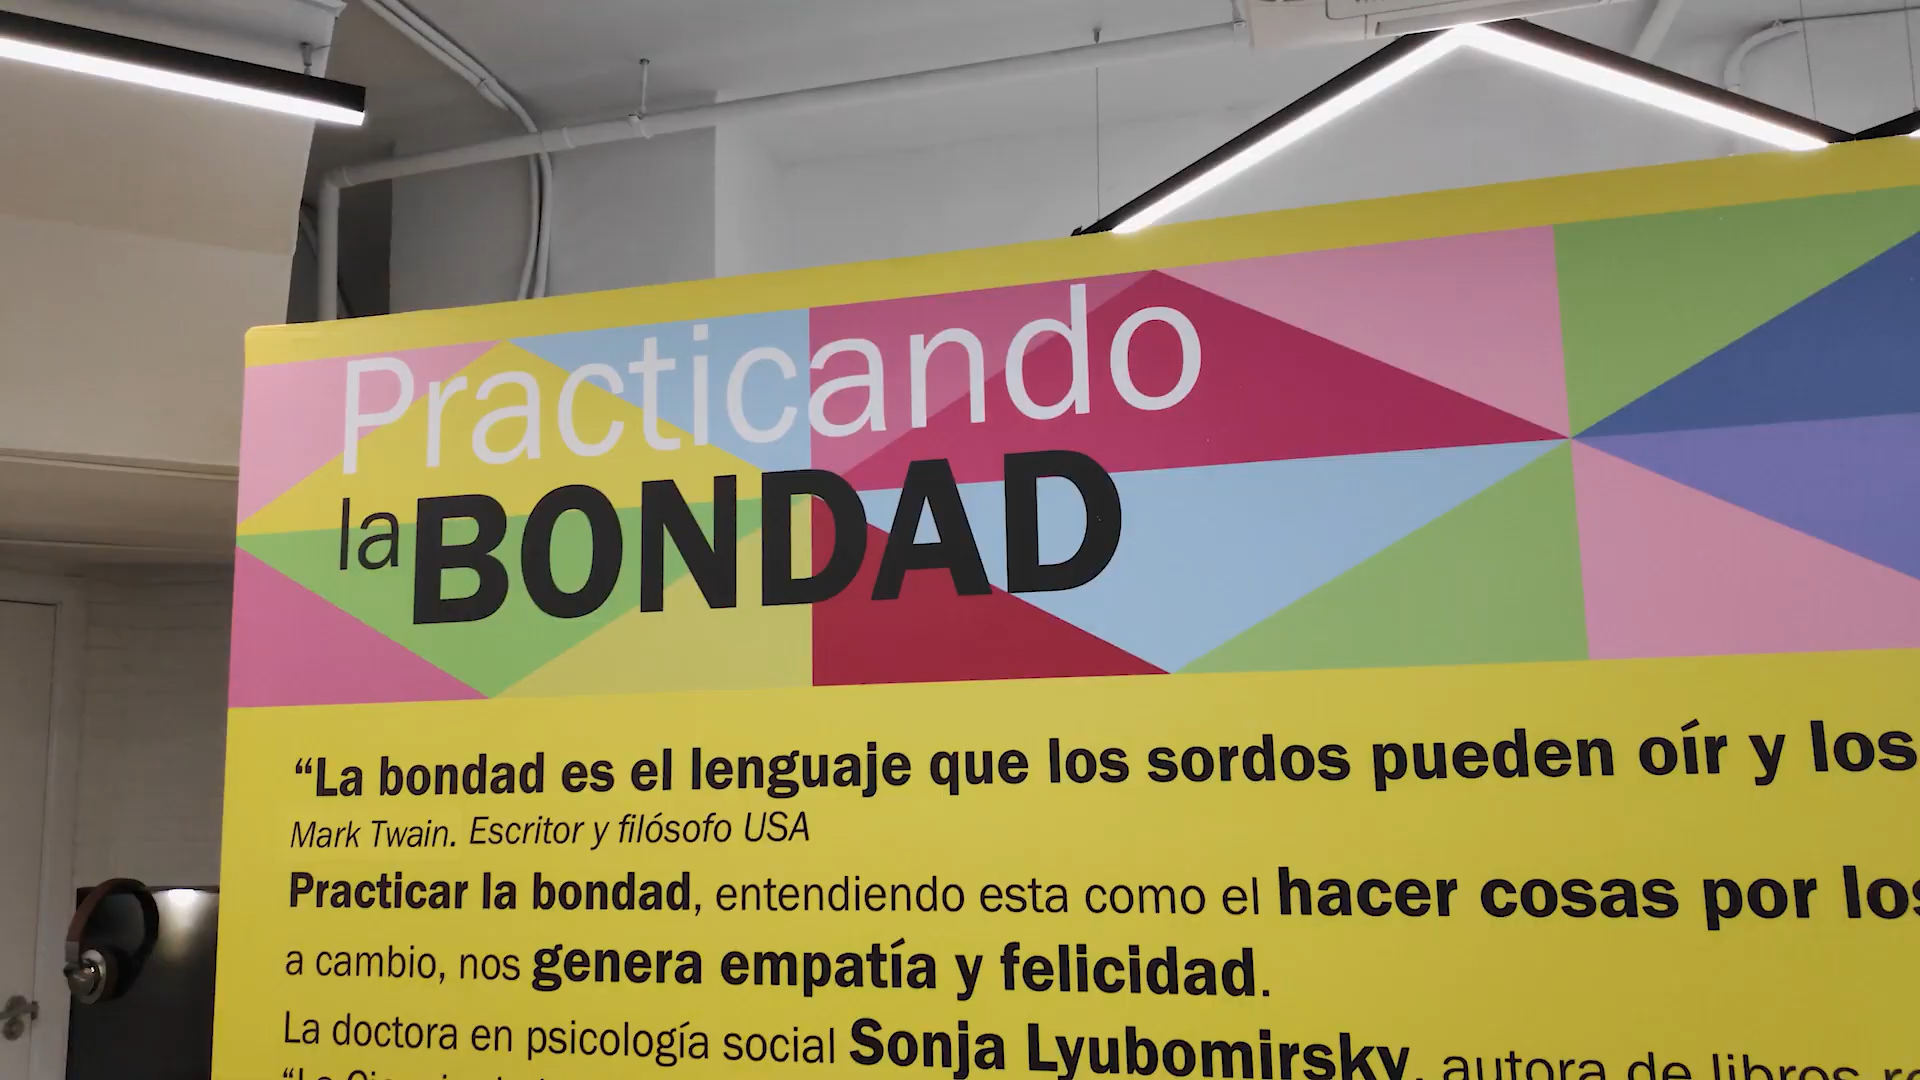 Practicando
la BONDAD
“La bondad es el lenguaje que los sordos pueden oír y los
Mark Twain. Escritor y filósofo USA
Practicar la bondad, entendiendo esta como el hacer cosas por los
a cambio, nos genera empatía y felicidad.
La doctora en psicología social Sonja Lyubomirsky, autora de libros